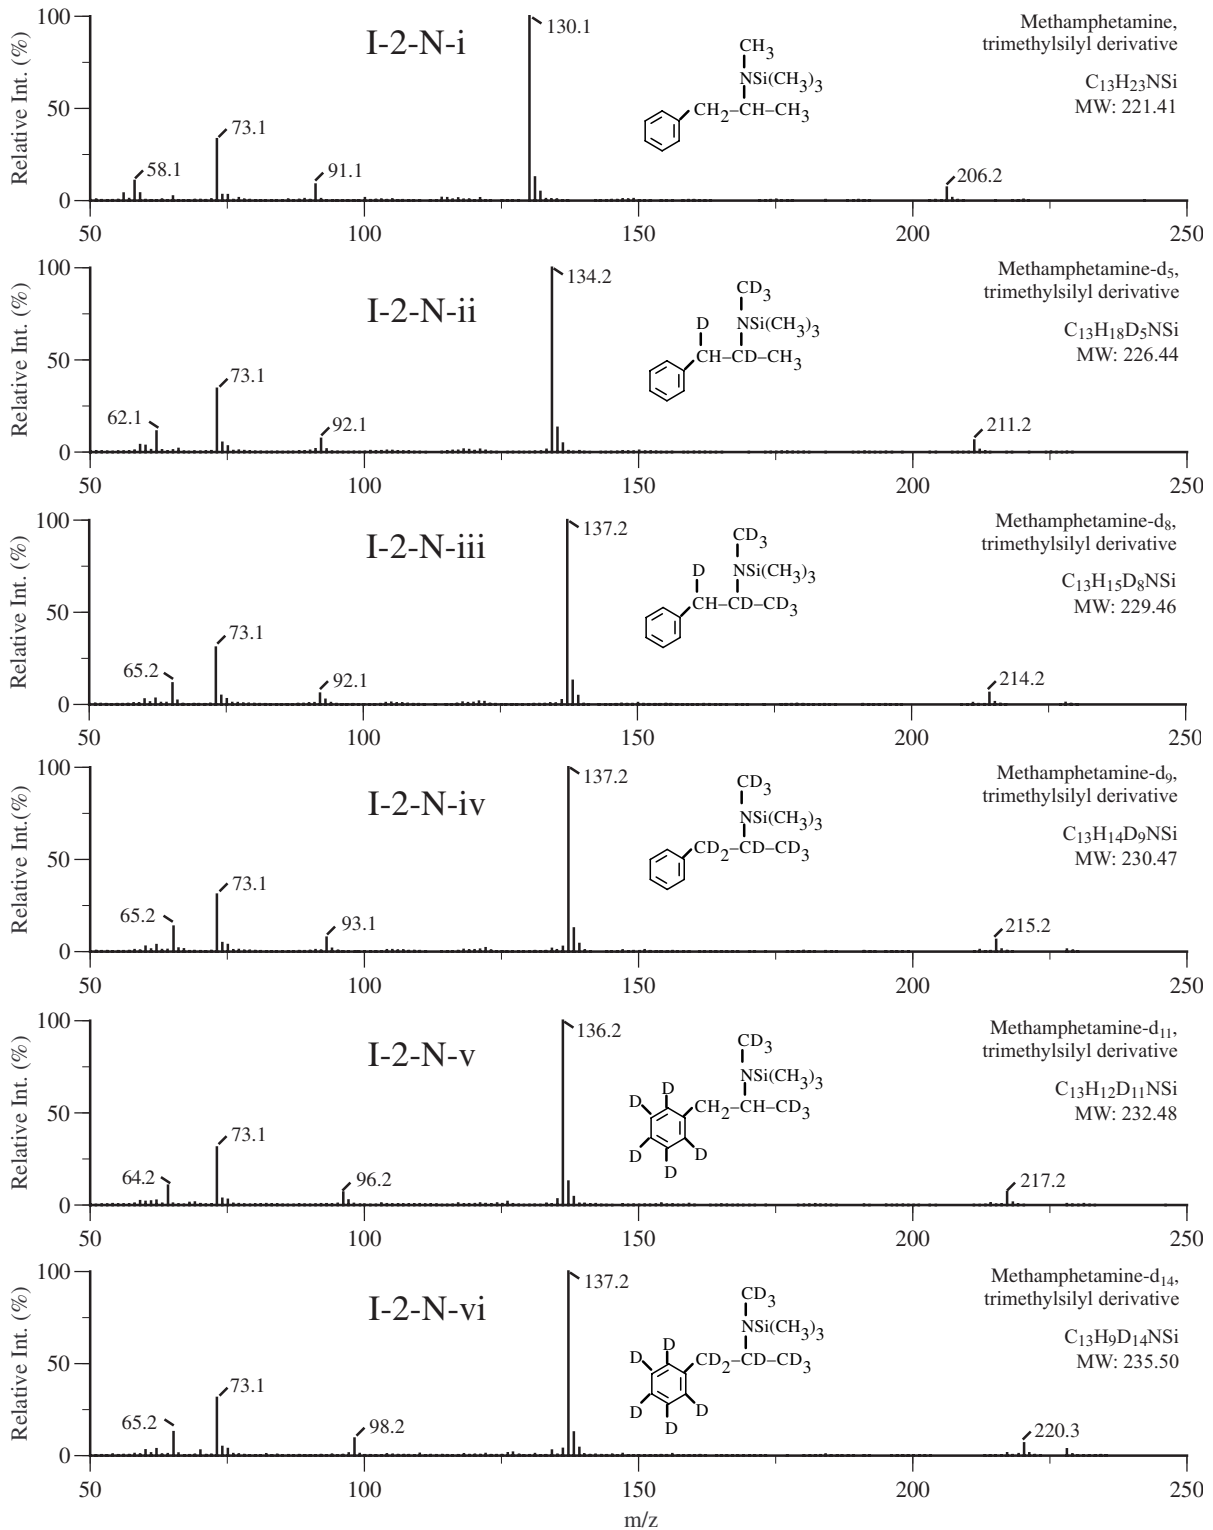 Relative Int. (%)
100
50
0
I-2-N-i
130.1
73.1
58.1
91.1
206.2
CH3
NSi(CH3)3
CH2-CH-CH3
Methamphetamine,
trimethylsilyl derivative
C13H23NSi
MW: 221.41
50 100 150 200 250
Relative Int. (%)
100
50
0
I-2-N-ii
134.2
73.1
62.1
92.1
211.2
CD3
D NSi(CH3)3
CH-CD-CH3
Methamphetamine-d5,
trimethylsilyl derivative
C13H18D5NSi
MW: 226.44
50 100 150 200 250
Relative Int. (%)
100
50
0
I-2-N-iii
137.2
73.1
65.2
92.1
214.2
CD3
D NSi(CH3)3
CH-CD-CD3
Methamphetamine-d8,
trimethylsilyl derivative
C13H15D8NSi
MW: 229.46
50 100 150 200 250
Relative Int.(%)
100
50
0
I-2-N-iv
137.2
73.1
65.2
93.1
215.2
CD3
NSi(CH3)3
CD2-CD-CD3
Methamphetamine-d9,
trimethylsilyl derivative
C13H14D9NSi
MW: 230.47
50 100 150 200 250
Relative Int. (%)
100
50
0
I-2-N-v
136.2
73.1
64.2
96.2
217.2
CD3
NSi(CH3)3
D D CH2-CH-CD3
D D
D
Methamphetamine-d11,
trimethylsilyl derivative
C13H12D11NSi
MW: 232.48
50 100 150 200 250
Relative Int. (%)
100
50
0
I-2-N-vi
137.2
73.1
65.2
98.2
220.3
CD3
NSi(CH3)3
D D CD2-CD-CD3
D D
D
Methamphetamine-d14,
trimethylsilyl derivative
C13H9D14NSi
MW: 235.50
50 100 150 200 250
m/z